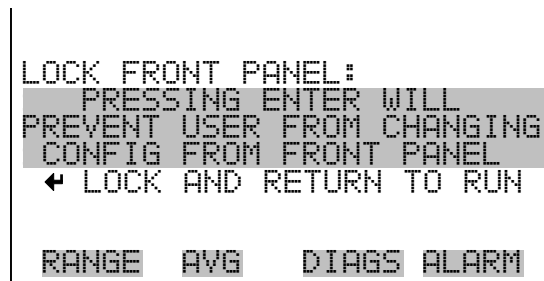 LOCK FRONT PANEL:
PRESSING ENTER WILL
PREVENT USER FROM CHANGING
CONFIG FROM FRONT PANEL
↵ LOCK AND RETURN TO RUN
RANGE AVG DIAGS ALARM